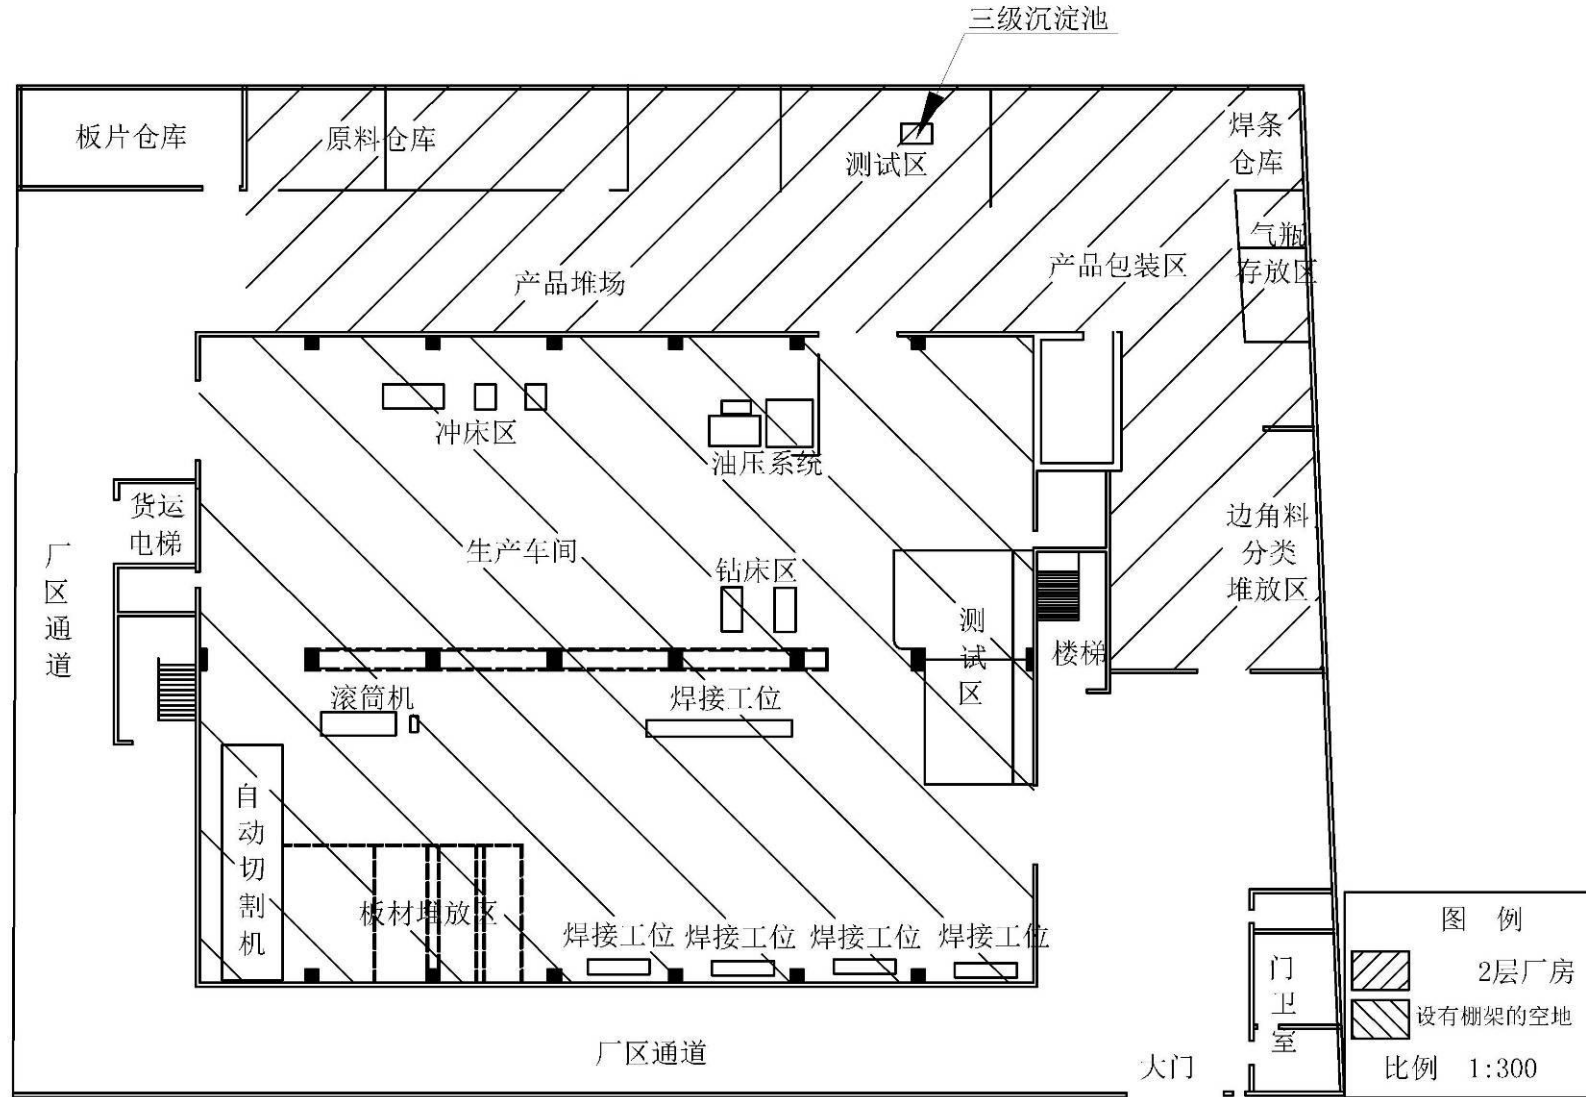 三级沉淀池
板片仓库
原料仓库
测试区
焊条
仓库
气瓶
存放区
产品堆场
产品包装区
冲床区
油压系统
货运
电梯
生产车间
钻床区
边角料
分类
堆放区
厂区通道
测试区
楼梯
滚筒机
焊接工位
自动切割机
板材堆放区
焊接工位
焊接工位
焊接工位
焊接工位
门卫室
厂区通道
大门
图 例
2层厂房
设有棚架的空地
比例 1:300